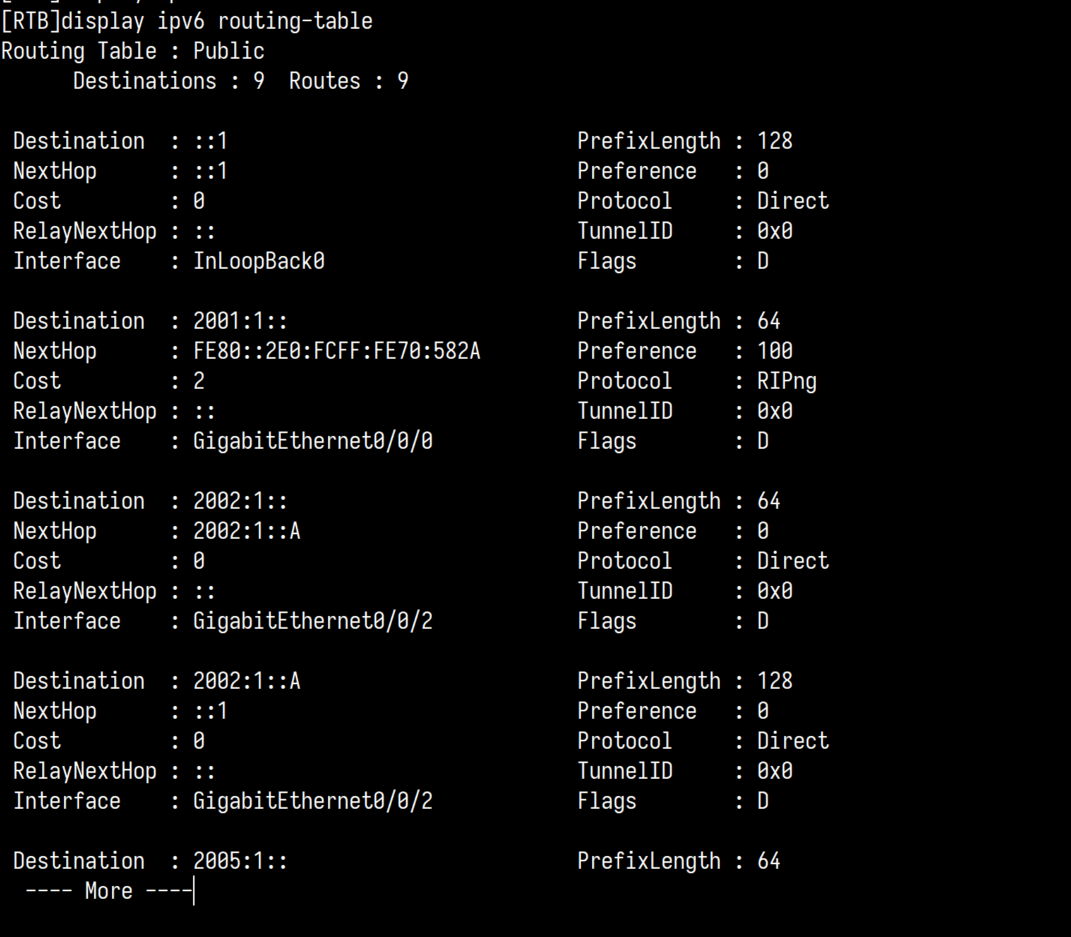 [RTB]display ipv6 routing-table
Routing Table : Public
Destinations : 9  Routes : 9
Destination  : ::1  PrefixLength : 128
NextHop      : ::1  Preference   : 0
Cost         : 0  Protocol     : Direct
RelayNextHop : ::  TunnelID     : 0x0
Interface    : InLoopBack0  Flags        : D
Destination  : 2001:1::  PrefixLength : 64
NextHop      : FE80::2E0:FCFF:FE70:582A  Preference   : 100
Cost         : 2  Protocol     : RIPng
RelayNextHop : ::  TunnelID     : 0x0
Interface    : GigabitEthernet0/0/0  Flags        : D
Destination  : 2002:1::  PrefixLength : 64
NextHop      : 2002:1::A  Preference   : 0
Cost         : 0  Protocol     : Direct
RelayNextHop : ::  TunnelID     : 0x0
Interface    : GigabitEthernet0/0/2  Flags        : D
Destination  : 2002:1::A  PrefixLength : 128
NextHop      : ::1  Preference   : 0
Cost         : 0  Protocol     : Direct
RelayNextHop : ::  TunnelID     : 0x0
Interface    : GigabitEthernet0/0/2  Flags        : D
Destination  : 2005:1::  PrefixLength : 64
---- More ----